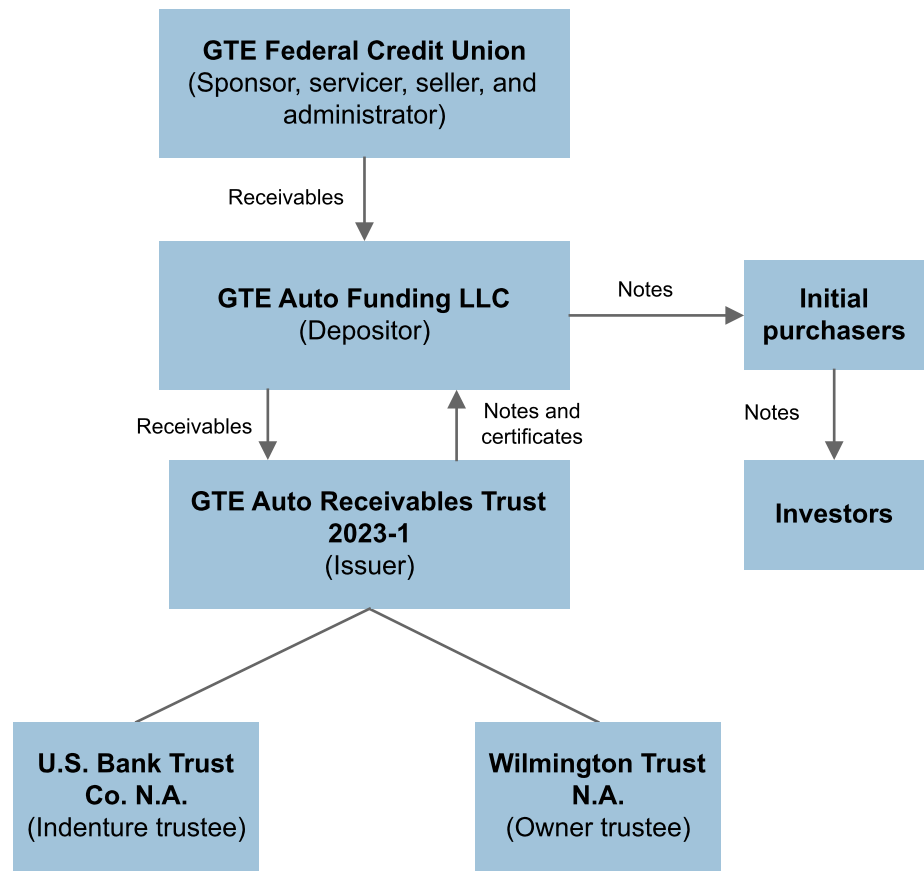 GTE Federal Credit Union
(Sponsor, servicer, seller, and
administrator)
Receivables
GTE Auto Funding LLC
(Depositor)
Notes
Initial
purchasers
Receivables
Notes and
certificates
Notes
GTE Auto Receivables Trust
2023-1
(Issuer)
Investors
U.S. Bank Trust
Co. N.A.
(Indenture trustee)
Wilmington Trust
N.A.
(Owner trustee)